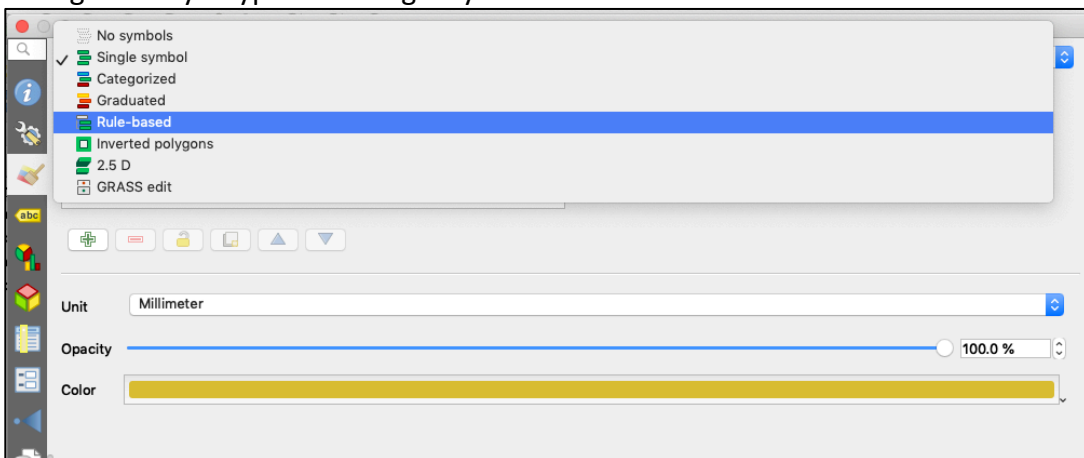 No symbols
Single symbol
Categorized
Graduated
Rule-based
Inverted polygons
2.5 D
GRASS edit
abc
Unit Millimeter
Opacity 100.0 %
Color